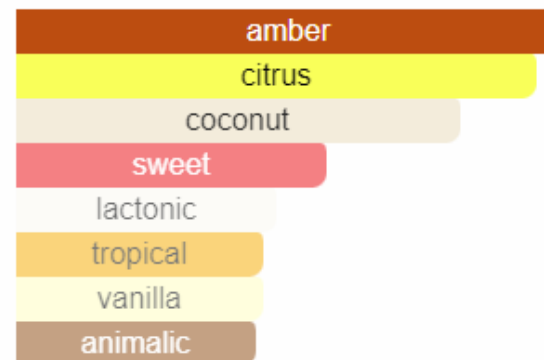 amber
citrus
coconut
sweet
lactonic
tropical
vanilla
animalic